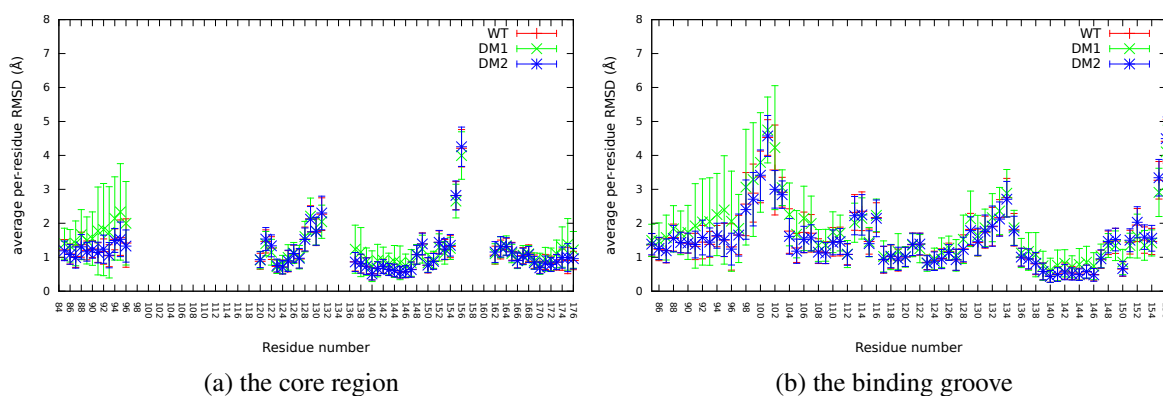 8
7
6
5
4
3
2
1
0
average per-residue RMSD (Å)
WT
DM1
DM2
84 86 88 90 92 94 96 98 100 102 104 106 108 110 112 114 116 118 120 122 124 126 128 130 132 134 136 138 140 142 144 146 148 150 152 154 156 158 160 162 164 166 168 170 172 174 176
Residue number
(a) the core region
8
7
6
5
4
3
2
1
0
average per-residue RMSD (Å)
WT
DM1
DM2
86 88 90 92 94 96 98 100 102 104 106 108 110 112 114 116 118 120 122 124 126 128 130 132 134 136 138 140 142 144 146 148 150 152 154
Residue number
(b) the binding groove